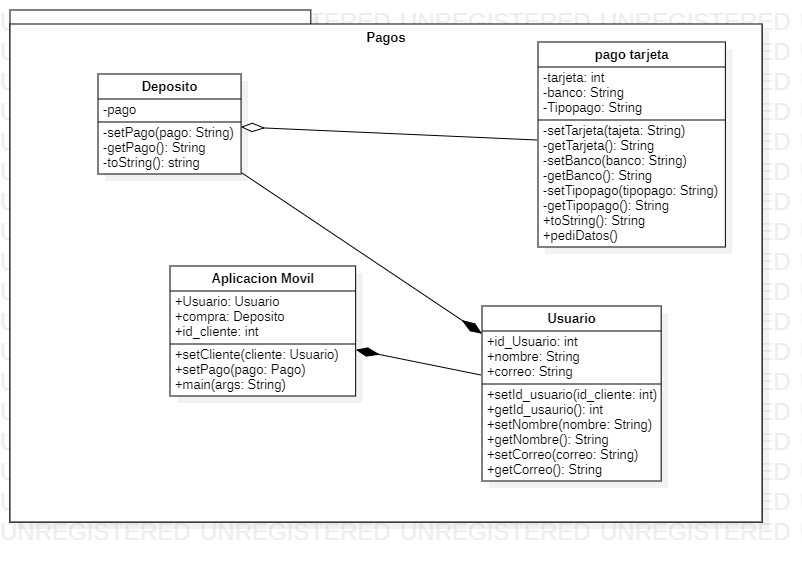 Pagos
Deposito
-pago
-setPago(pago: String)
-getPago(): String
-toString(): string
pago tarjeta
-tarjeta: int
-banco: String
-Tipopago: String
-setTarjeta(tajeta: String)
-getTarjeta(): String
-setBanco(banco: String)
-getBanco(): String
-setTipopago(tipopago: String)
-getTipopago(): String
+toString(): String
+pediDatos()
Aplicacion Movil
+Usuario: Usuario
+compra: Deposito
+id_cliente: int
+setCliente(cliente: Usuario)
+setPago(pago: Pago)
+main(args: String)
Usuario
+id_Usuario: int
+nombre: String
+correo: String
+setId_usuario(id_cliente: int)
+getId_usaurio(): int
+setNombre(nombre: String)
+getNombre(): String
+setCorreo(correo: String)
+getCorreo(): String
UNREGISTERED UNREGISTERED UNREGISTERED UNREGISTERED